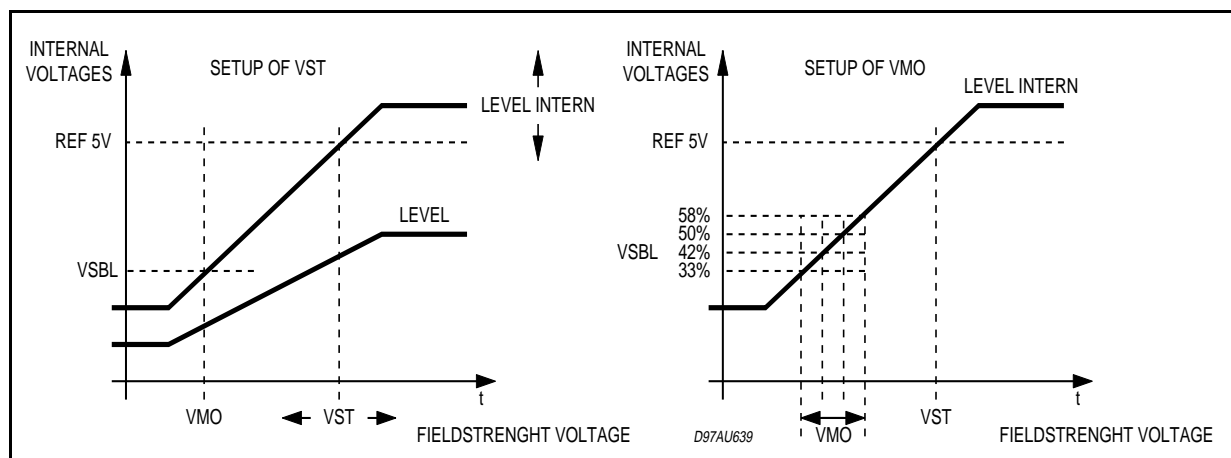 INTERNAL
VOLTAGES
SETUP OF VST
LEVEL INTERN
REF 5V
LEVEL
VSBL
t
VMO
VST
FIELDSTRENGHT VOLTAGE
INTERNAL
VOLTAGES
SETUP OF VMO
LEVEL INTERN
REF 5V
58%
50%
VSBL
42%
33%
t
D97AU639
VMO
VST
FIELDSTRENGHT VOLTAGE